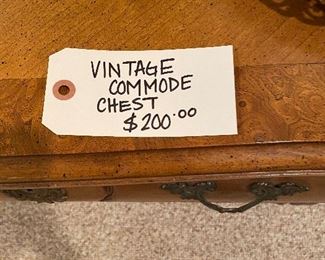 VINTAGE
COMMODE
CHEST
$200.00